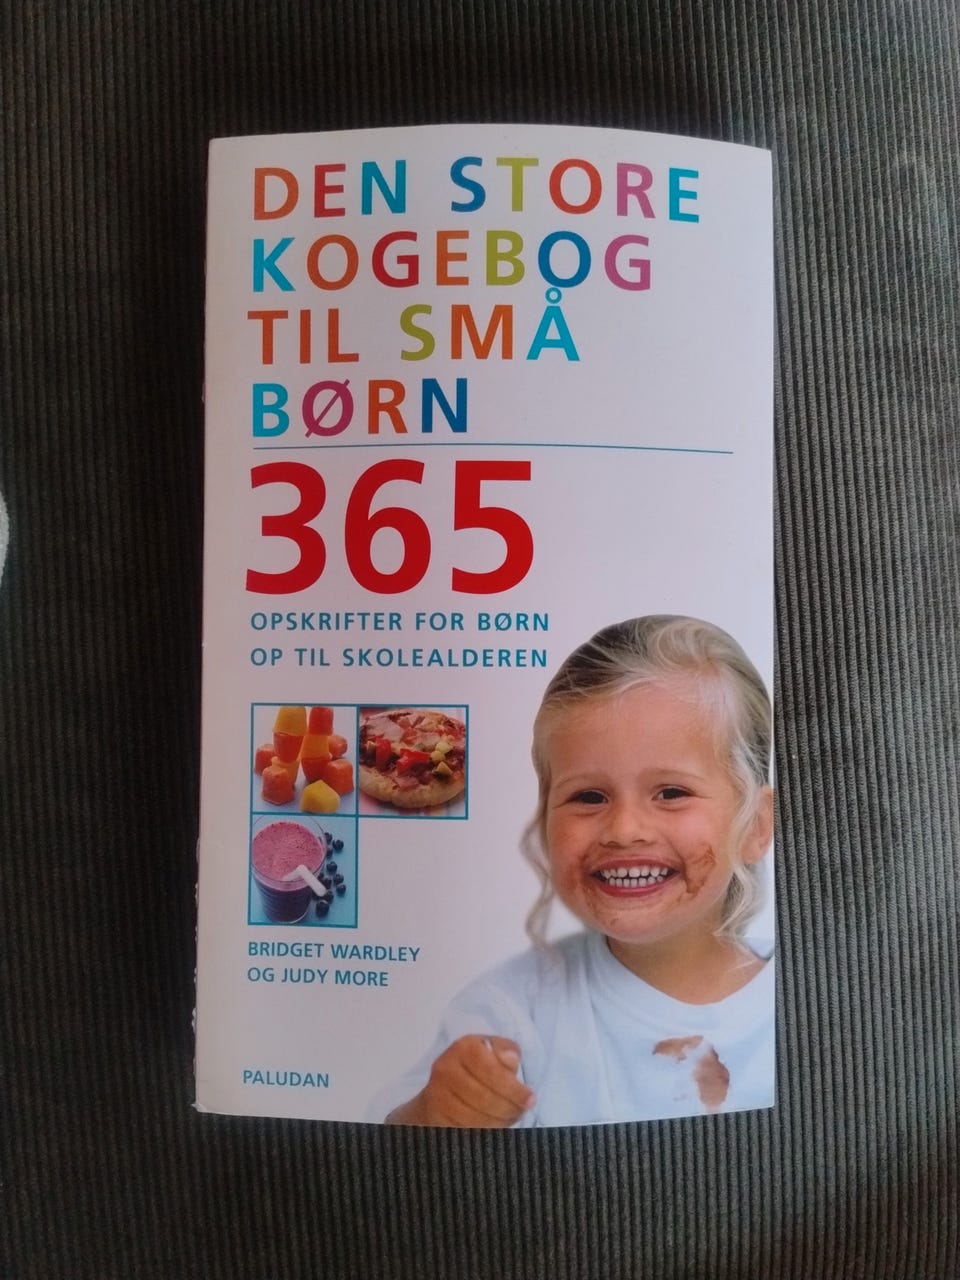 DEN STORE
KOGEBOG
TIL SMÅ
BØRN
365
OPSKRIFTER FOR BØRN
OP TIL SKOLEALDEREN
BRIDGET WARDLEY
OG JUDY MORE
PALUDAN